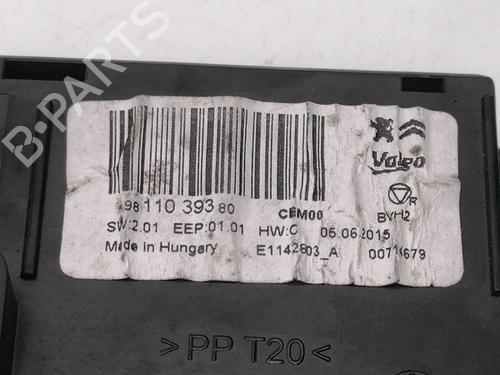 B-PARTS
Valeo
98 110 393 80 CEM00 BVH2
SW:2.01 EEP:01.01 HW:C 05.06.2015
Made in Hungary E1142803_A
>PP T20<